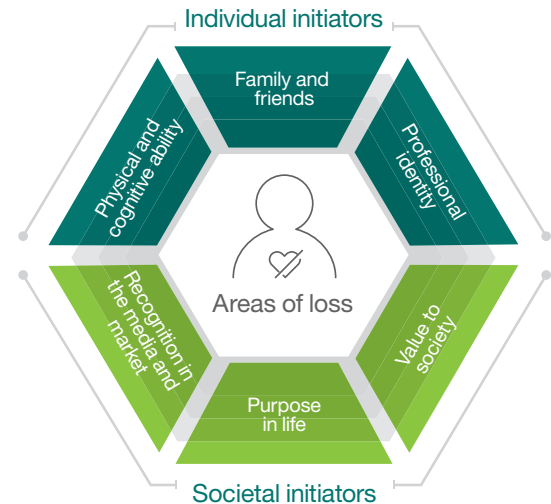 Individual initiators
Family and
friends
Physical and
cognitive ability
Professional
identity
Areas of loss
Recognition in
the media and
market
Value to
society
Purpose
in life
Societal initiators